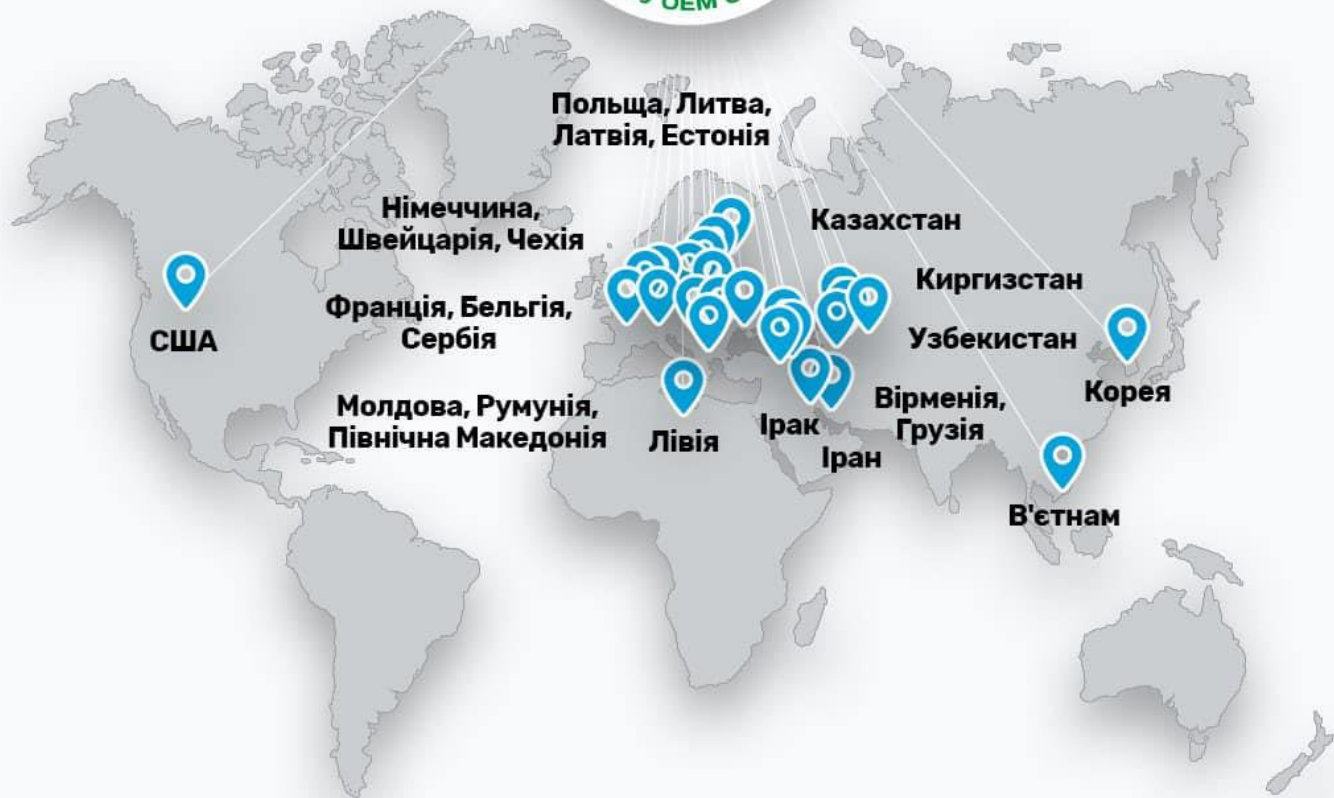 OEM
Польща, Литва,
Латвія, Естонія
Німеччина,
Швейцарія, Чехія
Казахстан
Киргизстан
Франція, Бельгія,
Сербія
США
Узбекистан
Корея
Молдова, Румунія,
Північна Македонія
Лівія
Ірак
Іран
Вірменія,
Грузія
В'єтнам